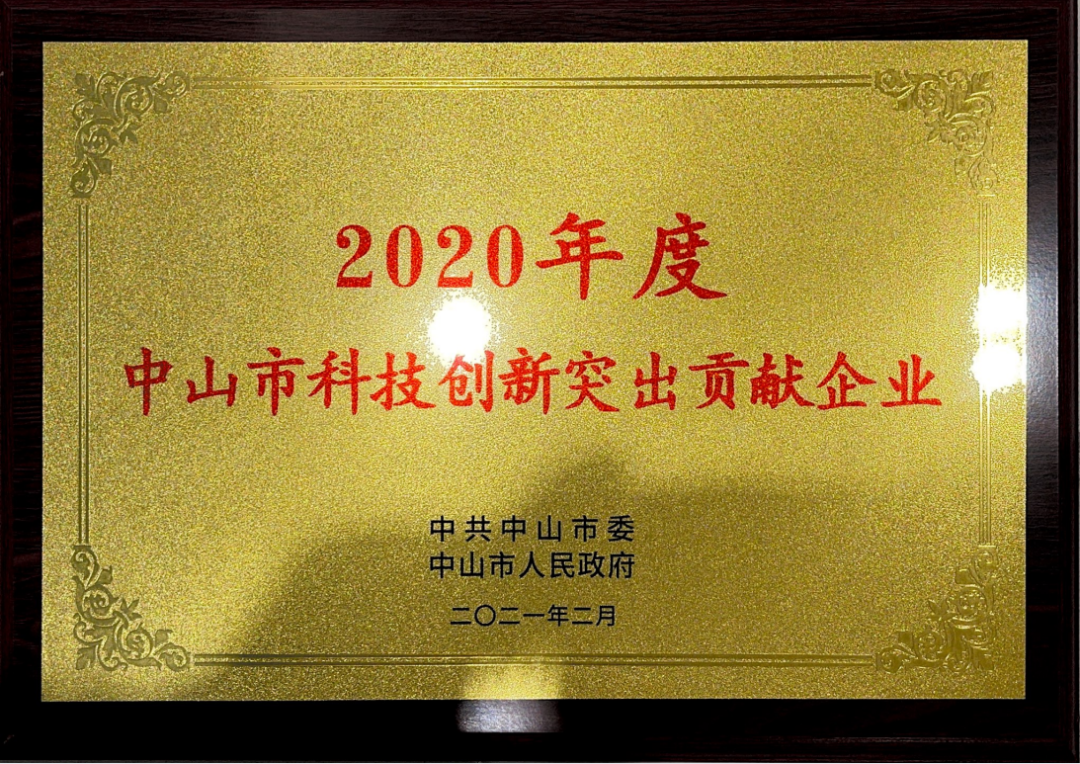 2020年度
中山市科技创新突出贡献企业
中共中山市委
中山市人民政府
二〇二一年二月